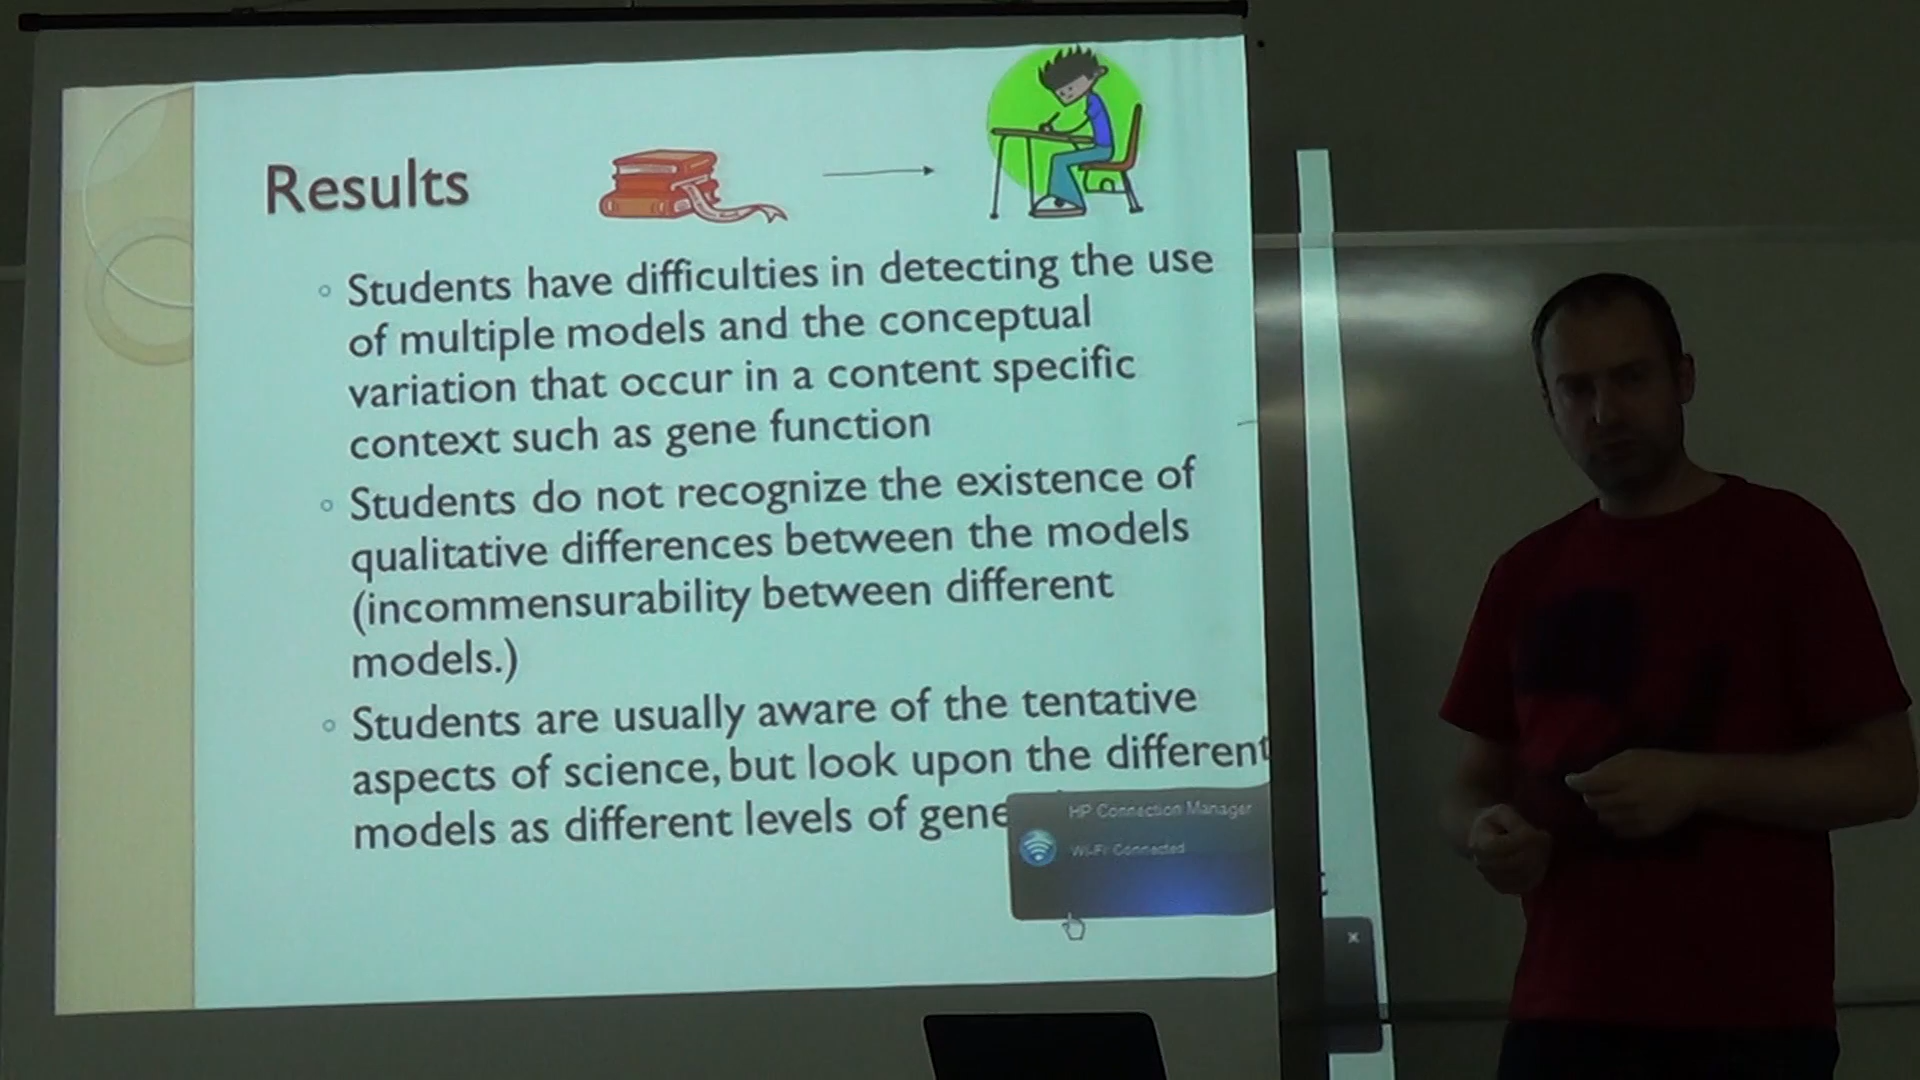 Results
Students have difficulties in detecting the use
of multiple models and the conceptual
variation that occur in a content specific
context such as gene function
Students do not recognize the existence of
qualitative differences between the models
(incommensurability between different
models.)
Students are usually aware of the tentative
aspects of science, but look upon the different
models as different levels of gene
HP Connection Manager
Wi-Fi Connected